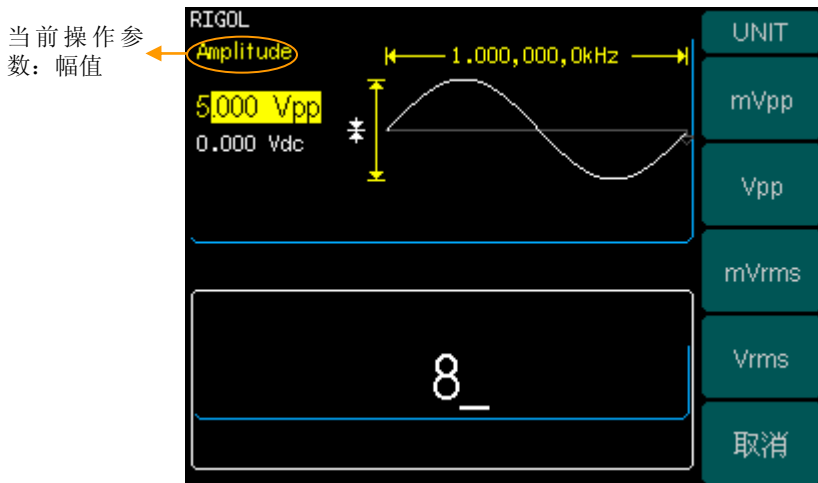 当前操作参
数：幅值
RIGOL
Amplitude
1.000,000,0kHz
5.000 Vpp
0.000 Vdc
8_
UNIT
mVpp
Vpp
mVrms
Vrms
取消